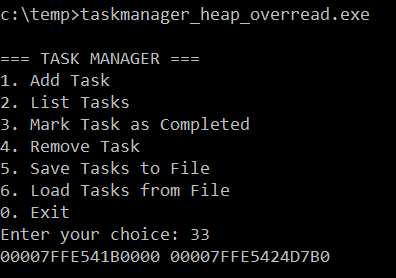 c:\temp>taskmanager_heap_overread.exe
=== TASK MANAGER ===
1. Add Task
2. List Tasks
3. Mark Task as Completed
4. Remove Task
5. Save Tasks to File
6. Load Tasks from File
0. Exit
Enter your choice: 33
00007FFE541B0000 00007FFE5424D7B0